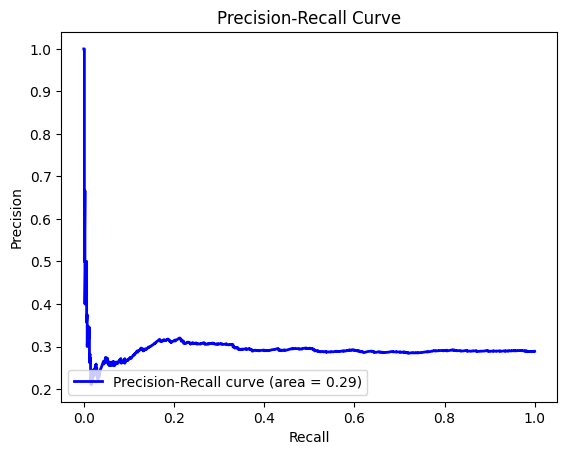 Precision-Recall Curve
1.0
0.9
0.8
0.7
0.6
0.5
0.4
0.3
0.2
Precision
Precision-Recall curve (area = 0.29)
0.0 0.2 0.4 0.6 0.8 1.0
Recall